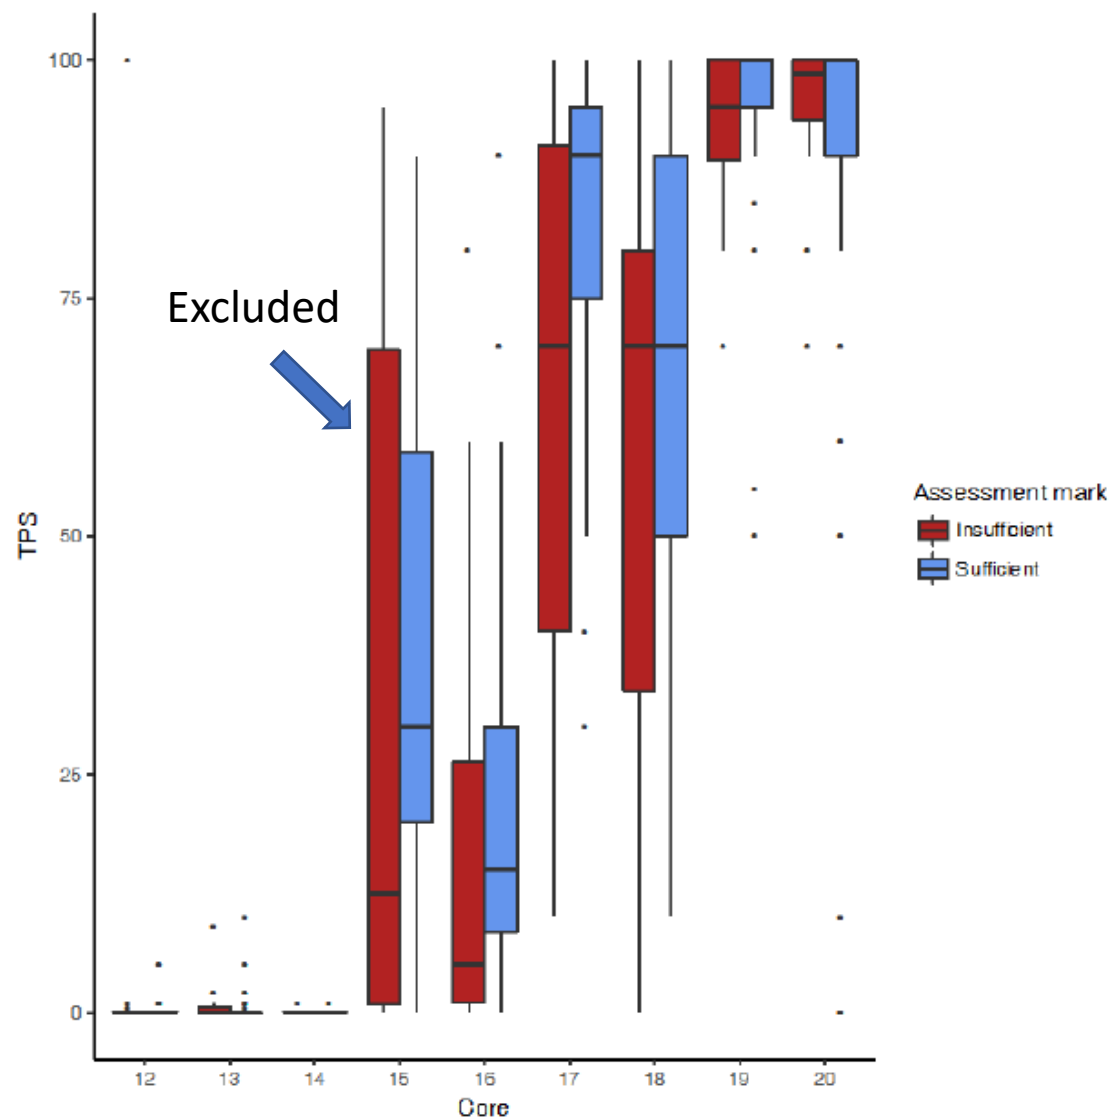 100
Excluded
75
TPS
50
25
0
Assessment mark
Insufficient
Sufficient
12 13 14 15 16 17 18 19 20
Core